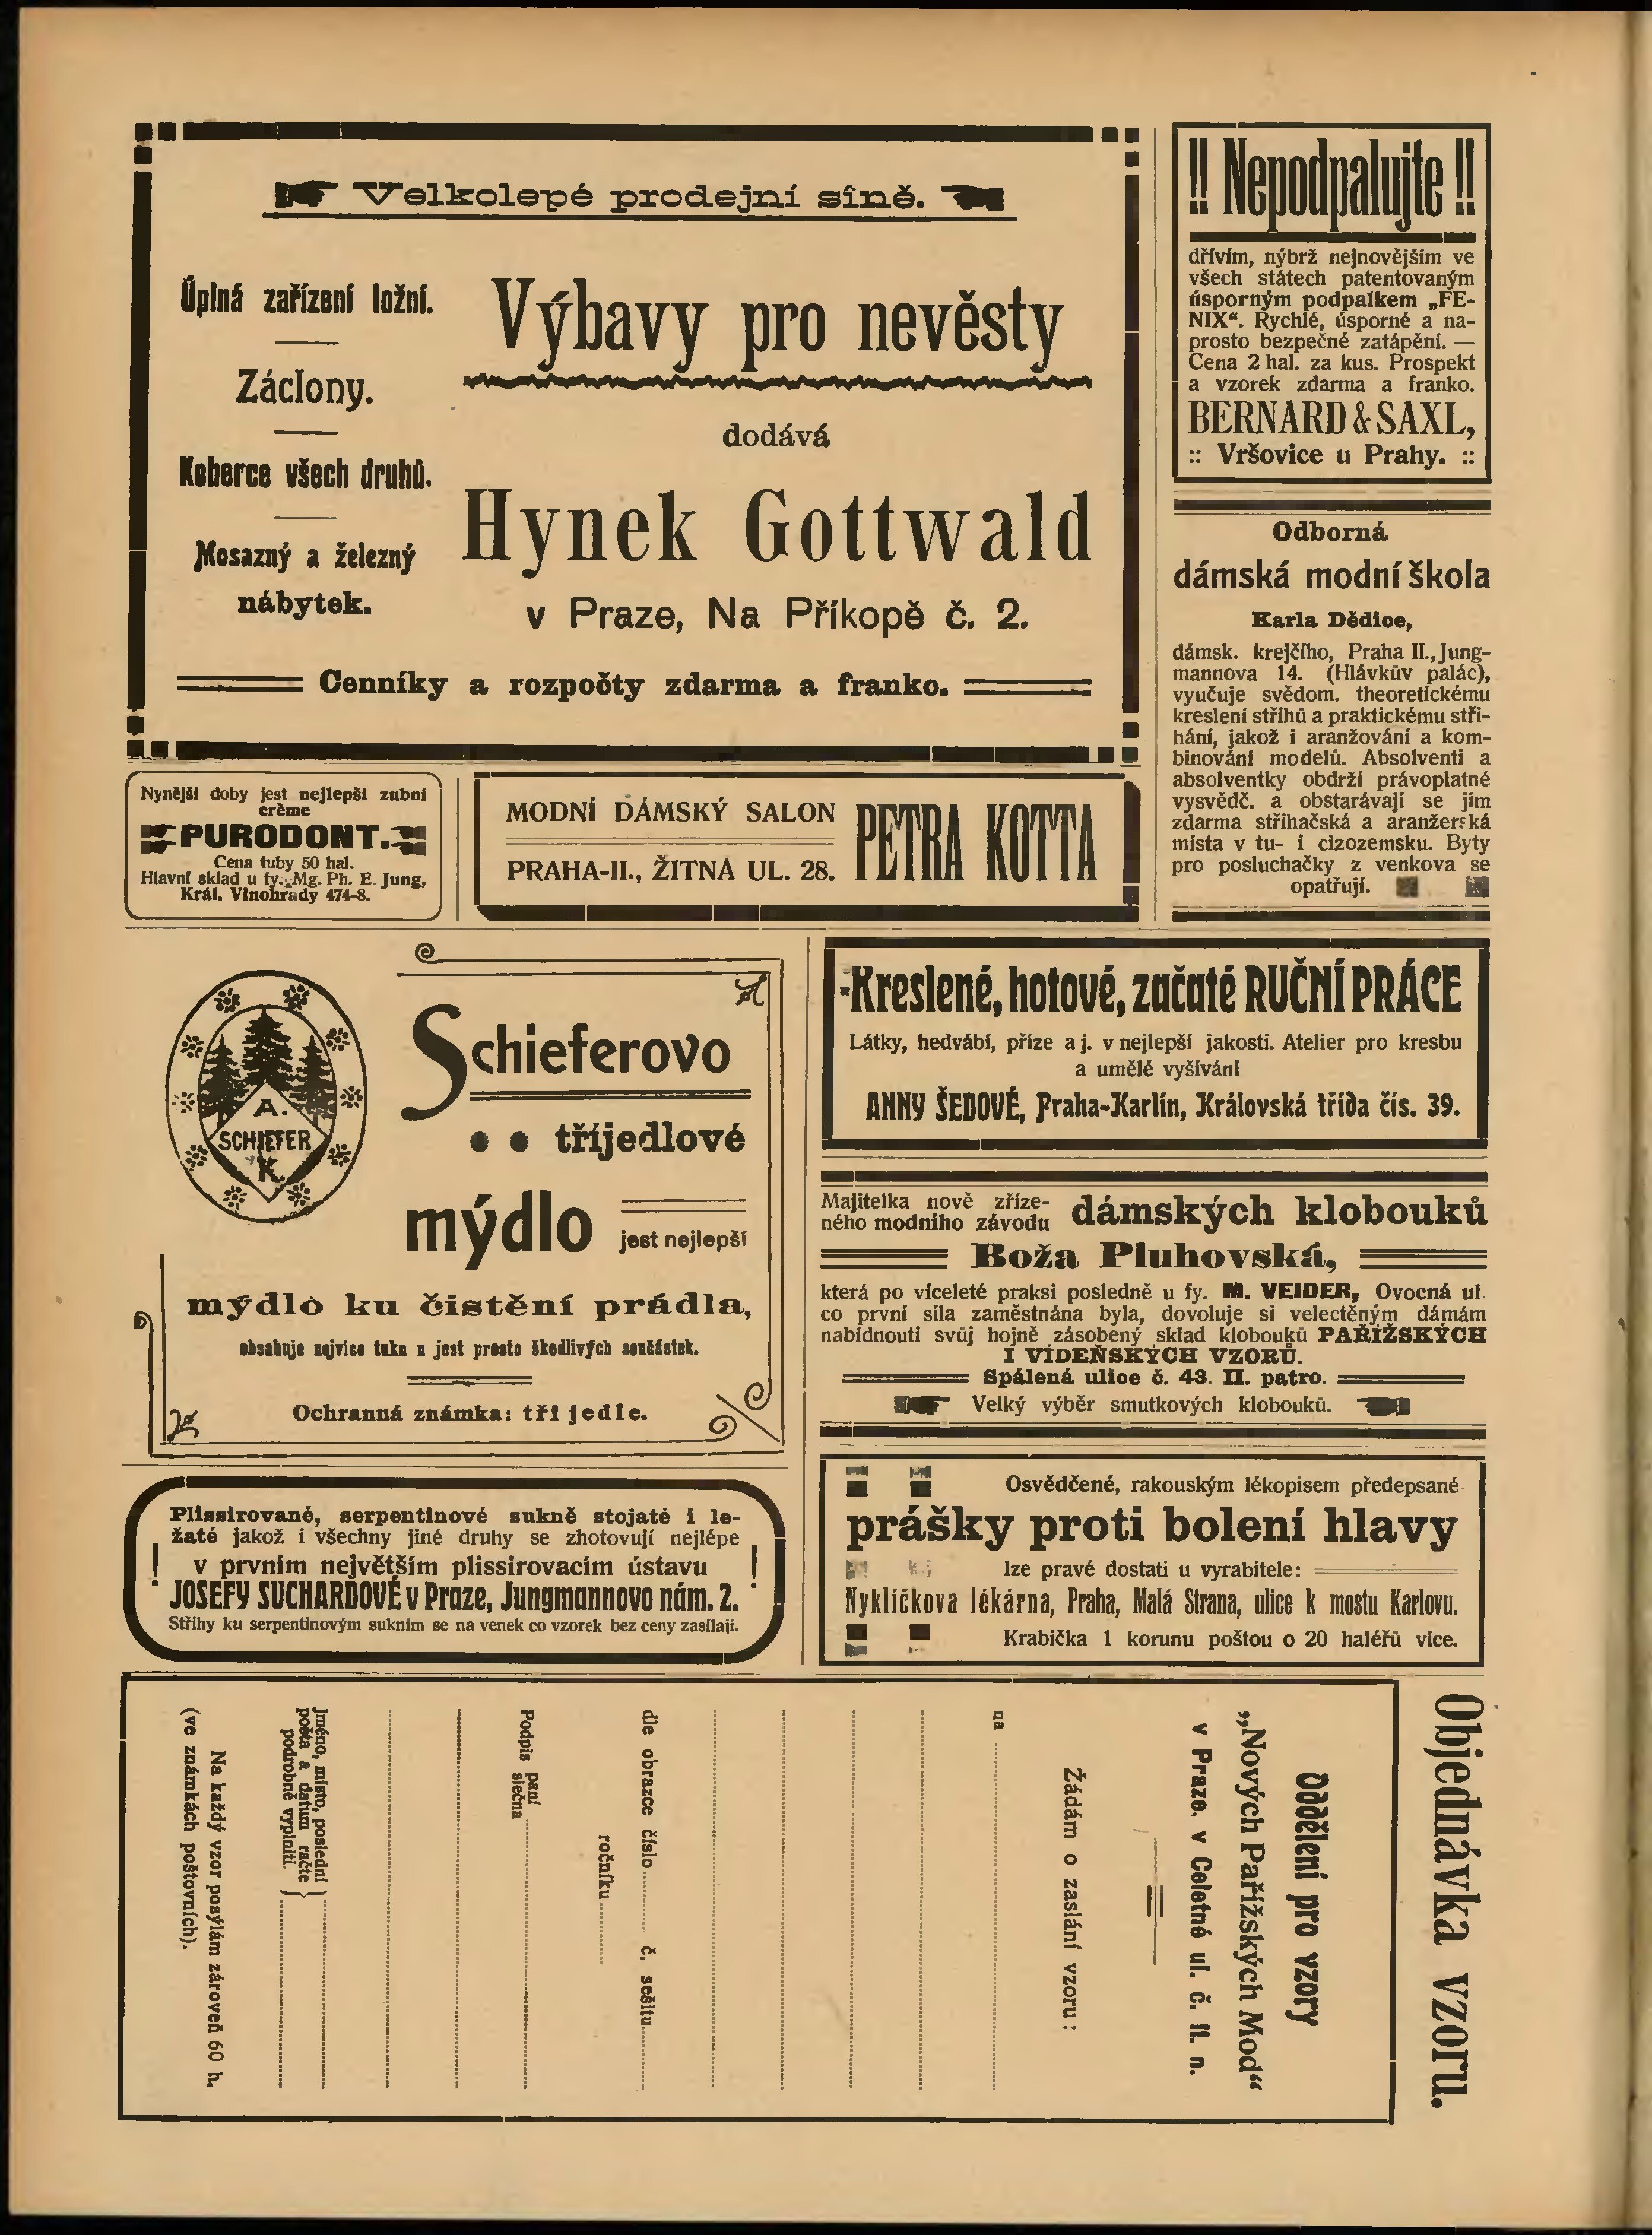 Velkolepé prodejní síně.
Úplná zařízení ložní.
Záclony.
Koberce všech druhů.
Mosazný a železný
nábytek.
Výbavy pro nevěsty
dodává
Hynek Gottwald
v Praze, Na Příkopě č. 2.
Cenníky a rozpočty zdarma a franko.
!! Nepodpalujte !!
dřívím, nýbrž nejnovějším ve
všech státech patentovaným
úsporným podpalkem „FE-
NIX“. Rychlé, úsporné a na-
prosto bezpečné zatápění. —
Cena 2 hal. za kus. Prospekt
a vzorek zdarma a franko.
BERNARD & SAXL,
:: Vršovice u Prahy. ::
Odborná
dámská modní škola
Karla Dědice,
dámsk. krejčího, Praha II., Jung-
mannova 14. (Hlávkův palác),
vyučuje svědom. theoretickému
kreslení střihů a praktickému stři-
hání, jakož i aranžování a kom-
binování modelů. Absolventi a
absolventky obdrží právoplatné
vysvědč. a obstarávají se jim
zdarma střihačská a aranžerská
místa v tu- i cizozemsku. Byty
pro posluchačky z venkova se
opatřují.
Nynější doby jest nejlepší zubní
crème
PURODONT.
Cena tuby 50 hal.
Hlavní sklad u fy. Mg. Ph. E. Jung,
Král. Vinohrady 474-8.
MODNÍ DÁMSKÝ SALON
PRAHA-II., ŽITNÁ UL. 28.
PETRA KOTTA
A.
SCHIEFER
K.
Schieferovo
tříjedlové
mýdlo jest nejlepší
mýdlo ku čistění prádla,
obsahuje nejvíce tuku a jest prosto škodlivých součástek.
Ochranná známka: tři jedle.
Kreslené, hotové, začaté RUČNÍ PRÁCE
Látky, hedvábí, příze a j. v nejlepší jakosti. Atelier pro kresbu
a umělé vyšívání
ANNY ŠEDOVÉ, Praha-Karlín, Královská třída čís. 39.
Majitelka nově zříze-
ného modního závodu dámských klobouků
Boža Pluhovská,
která po víceleté praksi posledně u fy. M. VEIDER, Ovocná ul.
co první síla zaměstnána byla, dovoluje si velectěným dámám
nabídnouti svůj hojně zásobený sklad klobouků PAŘÍŽSKÝCH
I VÍDEŇSKÝCH VZORŮ.
Spálená ulice č. 43. II. patro.
Velký výběr smutkových klobouků.
Plissirované, serpentinové sukně stojaté i le-
žaté jakož i všechny jiné druhy se zhotovují nejlépe
! v prvním největším plissirovacím ústavu !
JOSEFY SUCHARDOVÉ v Praze, Jungmannovo nám. 2.
Střihy ku serpentinovým sukním se na venek co vzorek bez ceny zasílají.
Osvědčené, rakouským lékopisem předepsané
prášky proti bolení hlavy
lze pravé dostati u vyrabitele:
Nyklíčkova lékárna, Praha, Malá Strana, ulice k mostu Karlovu.
Krabička 1 korunu poštou o 20 haléřů více.
Objednávka vzoru.
Oddělení pro vzory
„Nových Pařížských Mod“
v Praze, v Celetné ul. č. 11. n.
Žádám o zaslání vzoru:
na
dle obrazce číslo č. sešitu
ročníku
Podpis paní
slečna
Jméno, místo, poslední
pošta a datum račte
podrobně vyplniti.
Na každý vzor posýlám zároveň 60 h.
(ve známkách poštovních).